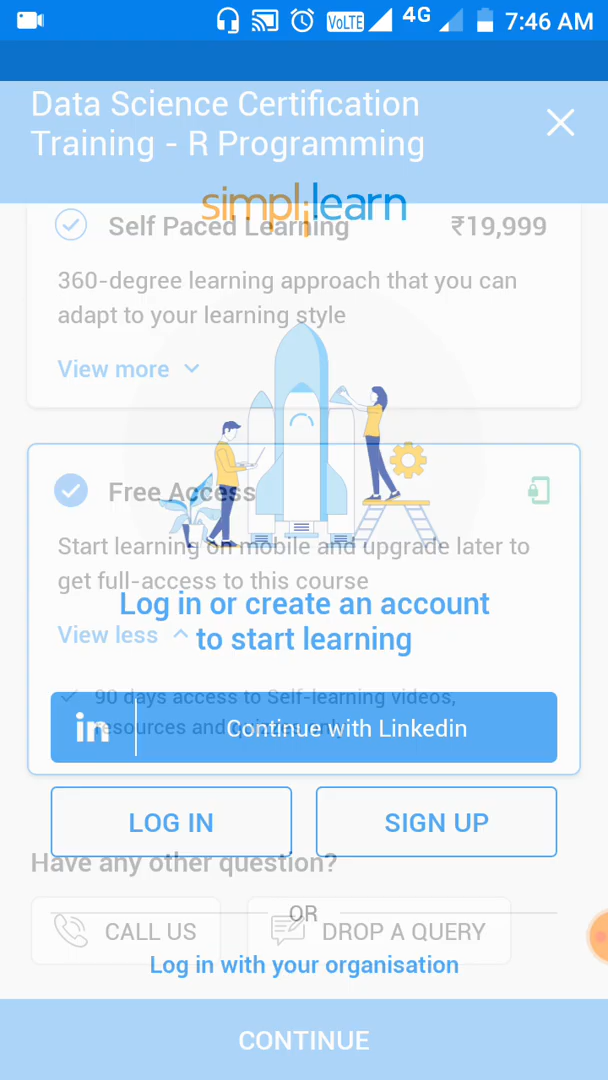 VoLTE 4G 7:46 AM
Data Science Certification
Training - R Programming
simplilearn
Self Paced Learning ₹19,999
360-degree learning approach that you can
adapt to your learning style
View more
Free Access
Start learning on mobile and upgrade later to
get full-access to this course
Log in or create an account
View less
to start learning
90 days access to Self-learning videos,
resources and quizzes only
in Continue with Linkedin
LOG IN SIGN UP
Have any other question?
OR
CALL US DROP A QUERY
Log in with your organisation
CONTINUE